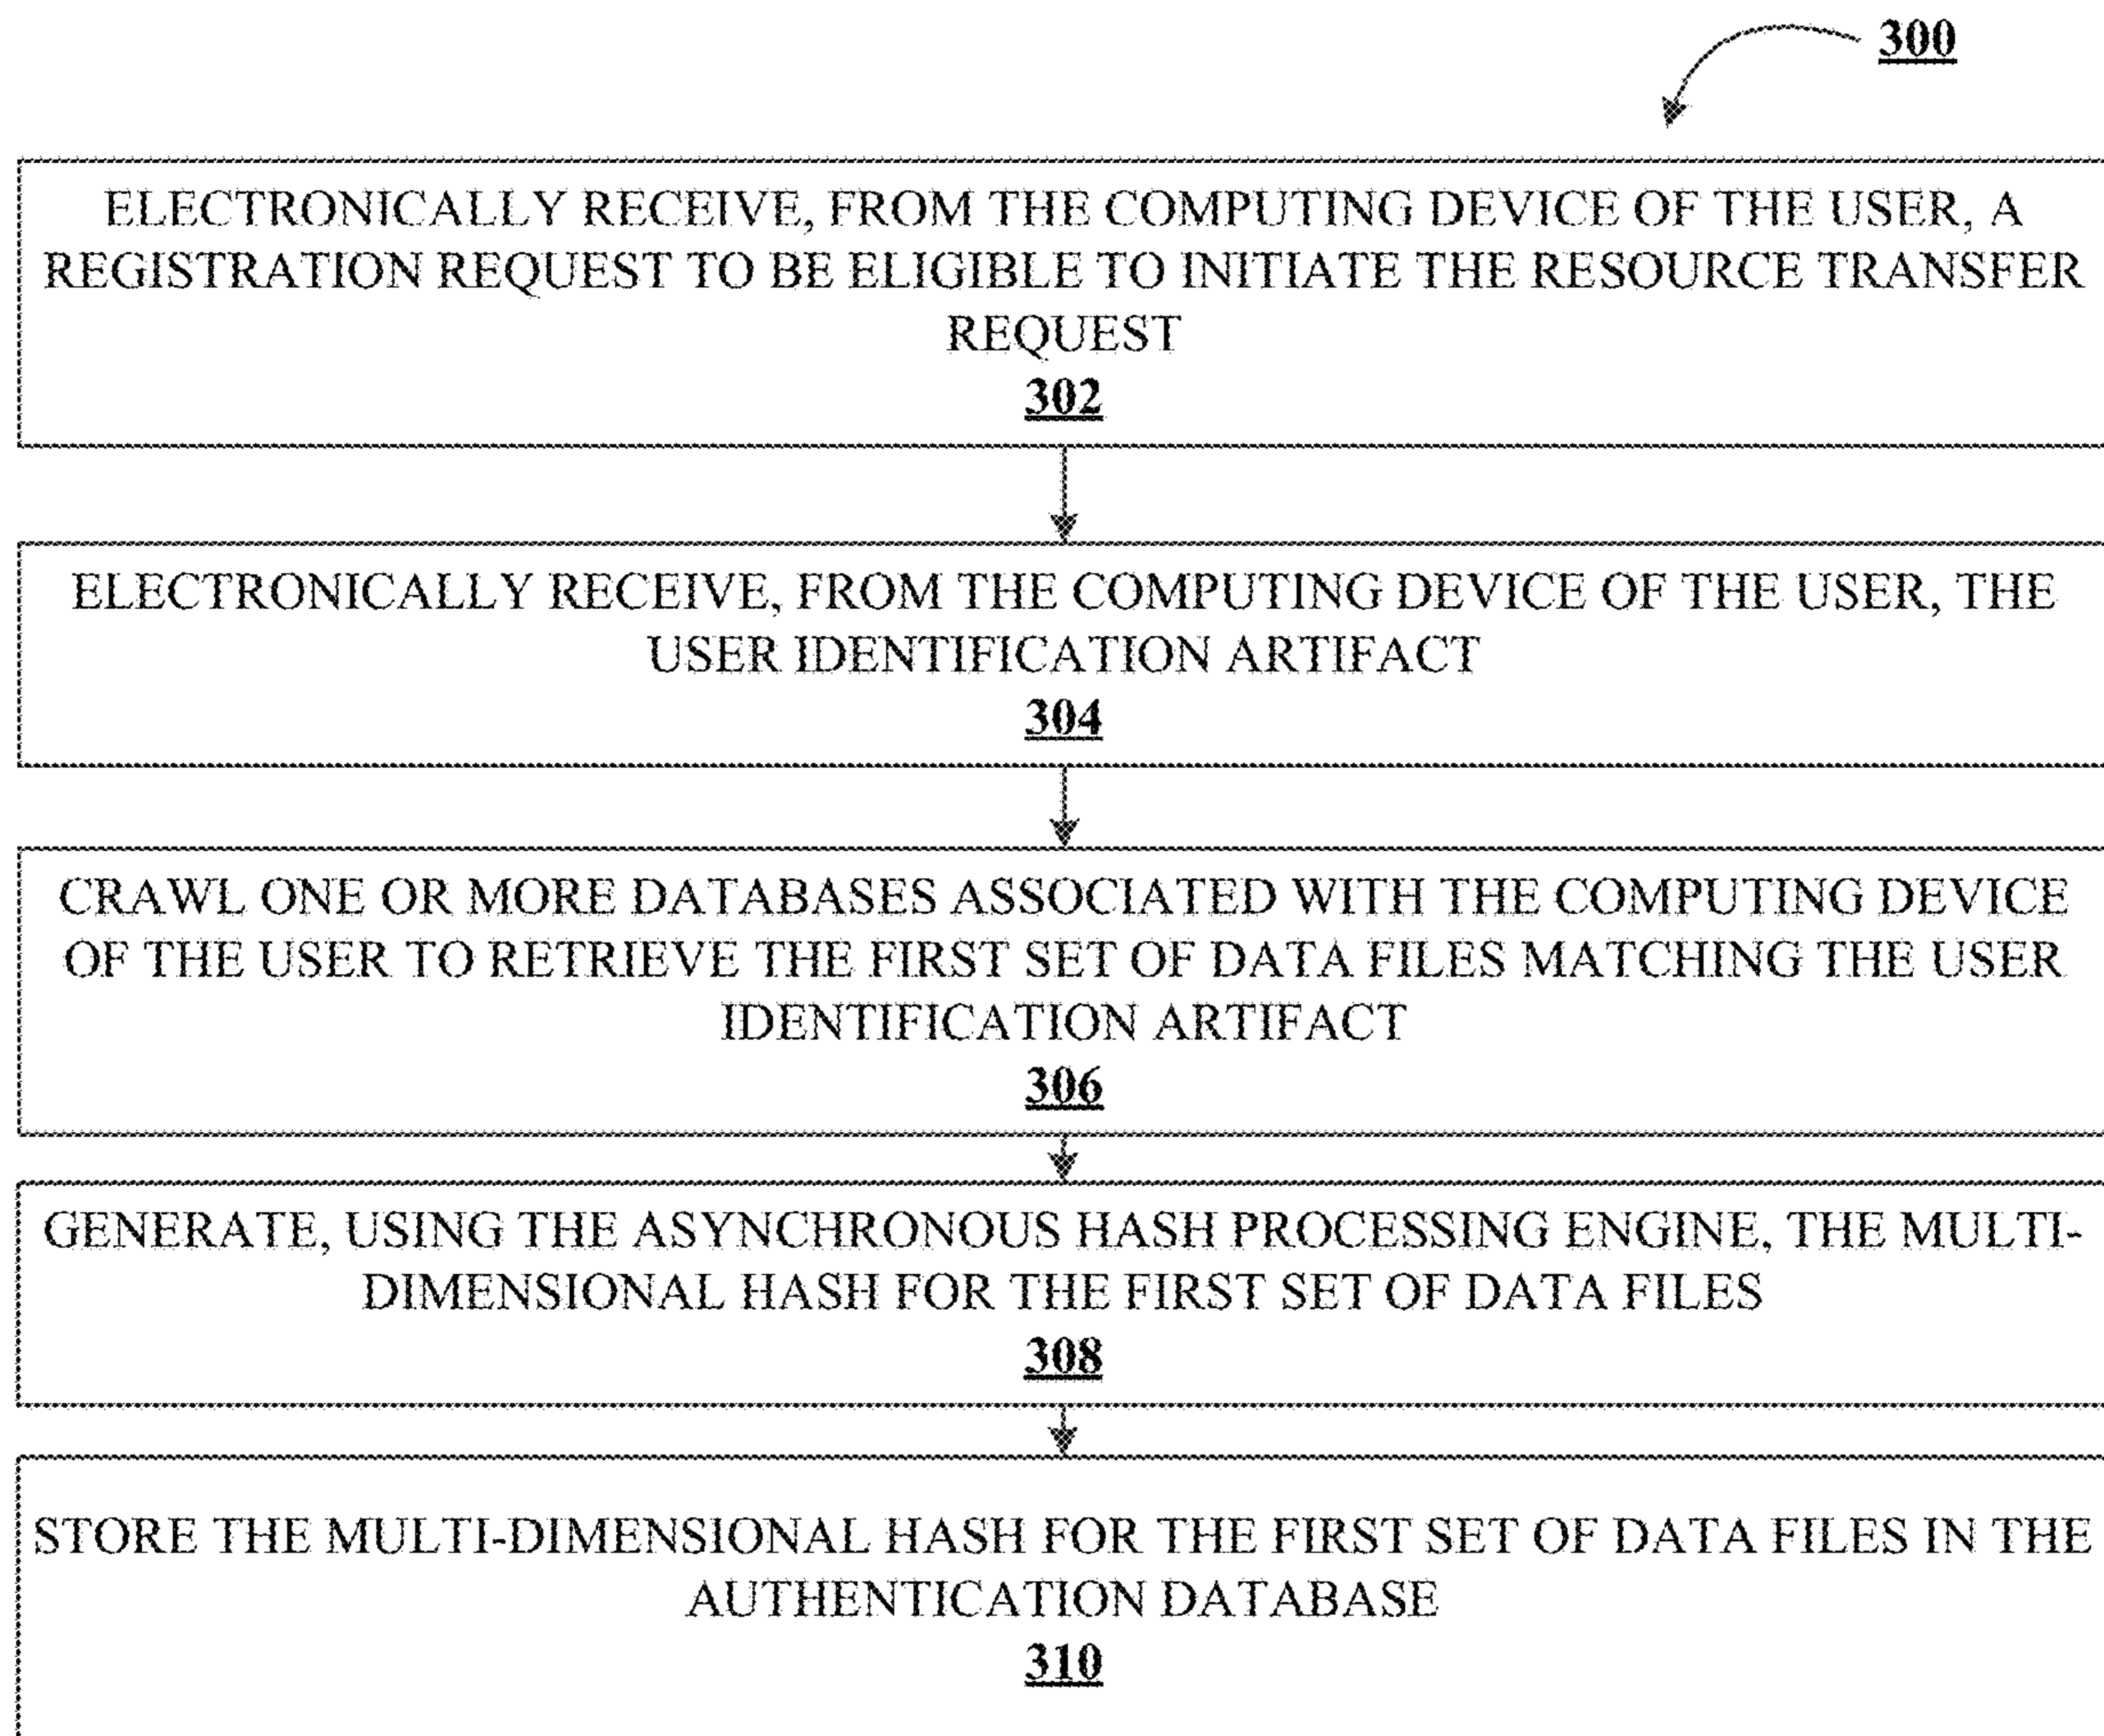 300
ELECTRONICALLY RECEIVE, FROM THE COMPUTING DEVICE OF THE USER, A
REGISTRATION REQUEST TO BE ELIGIBLE TO INITIATE THE RESOURCE TRANSFER
REQUEST
302
ELECTRONICALLY RECEIVE, FROM THE COMPUTING DEVICE OF THE USER, THE
USER IDENTIFICATION ARTIFACT
304
CRAWL ONE OR MORE DATABASES ASSOCIATED WITH THE COMPUTING DEVICE
OF THE USER TO RETRIEVE THE FIRST SET OF DATA FILES MATCHING THE USER
IDENTIFICATION ARTIFACT
306
GENERATE, USING THE ASYNCHRONOUS HASH PROCESSING ENGINE, THE MULTI-
DIMENSIONAL HASH FOR THE FIRST SET OF DATA FILES
308
STORE THE MULTI-DIMENSIONAL HASH FOR THE FIRST SET OF DATA FILES IN THE
AUTHENTICATION DATABASE
310